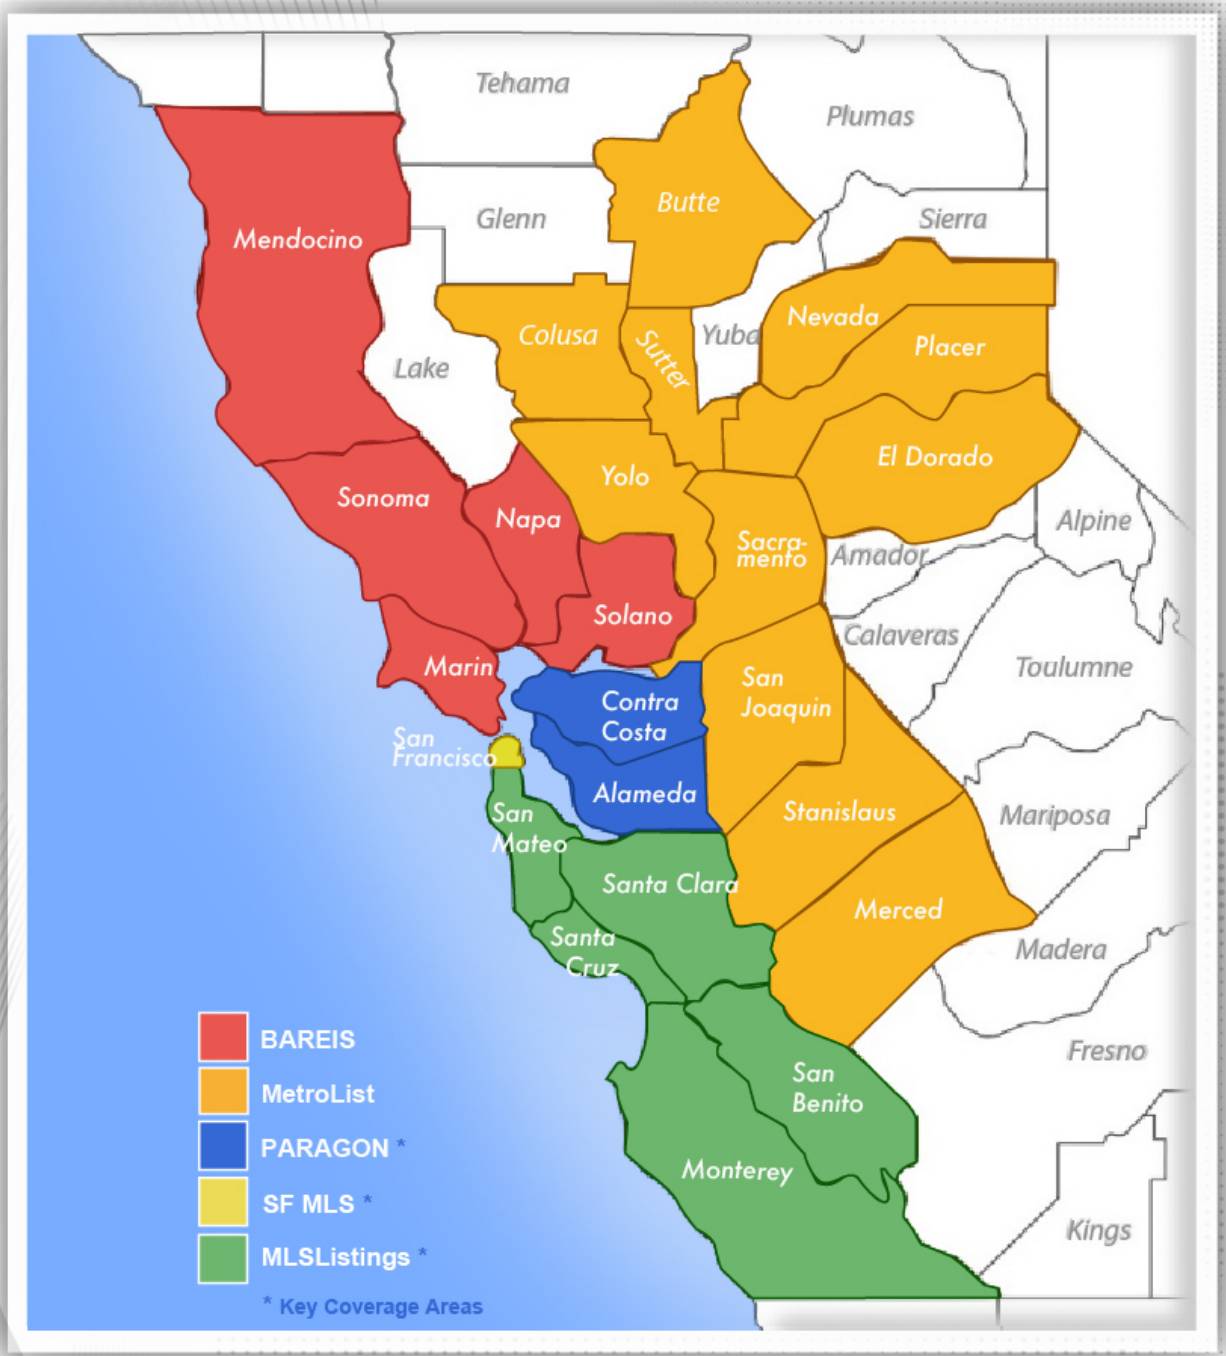 Tehama
Plumas
Butte
Glenn
Sierra
Mendocino
Nevada
Colusa
Sutter
Yuba
Placer
Lake
El Dorado
Yolo
Sonoma
Napa
Alpine
Sacra-
mento
Amador
Solano
Calaveras
Marin
Toulumne
San
Joaquin
Contra
Costa
San
Francisco
Alameda
Stanislaus
San
Mateo
Mariposa
Santa Clara
Merced
Santa
Cruz
Madera
Fresno
San
Benito
Monterey
Kings
BAREIS
MetroList
PARAGON *
SF MLS *
MLSListings *
* Key Coverage Areas